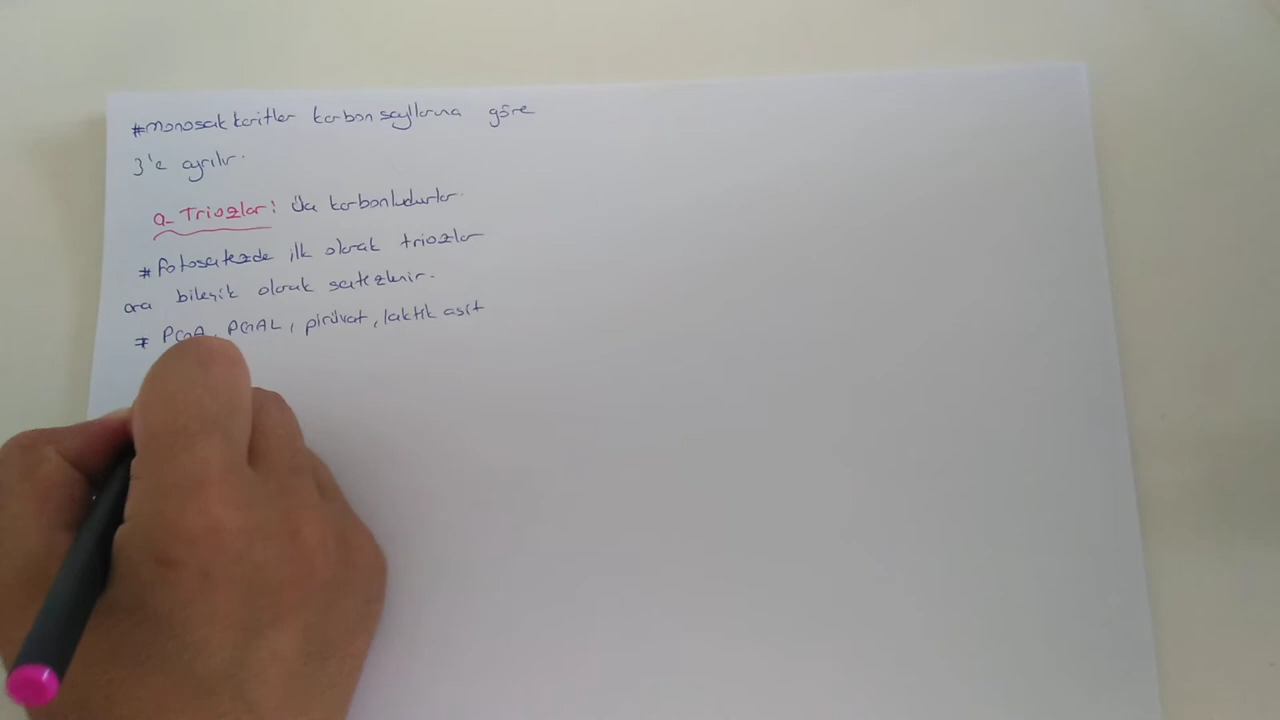 #Monosakkaritler karbon sayılarına göre
3'e ayrılır.
a- Triozlar: Üç karbonludurlar.
#Fotosentezde ilk olarak triozlar
ara bileşik olarak sentezlenir.
# PGA, PGAL, pirüvat, laktik asit